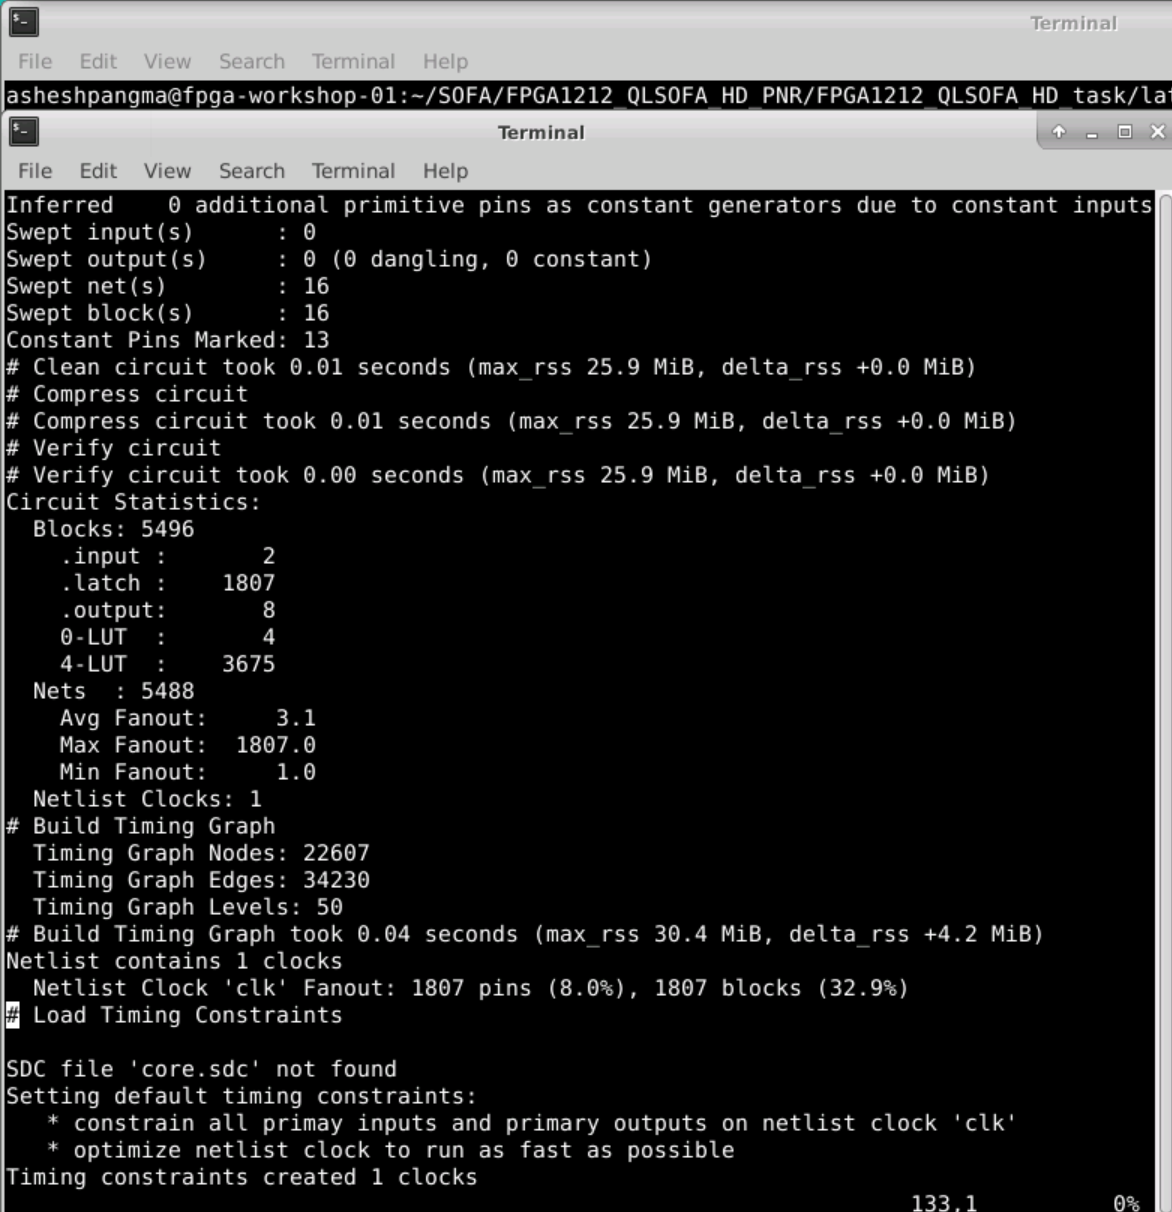 Terminal
File Edit View Search Terminal Help
asheshpangma@fpga-workshop-01:~/SOFA/FPGA1212_QLSOFA_HD_PNR/FPGA1212_QLSOFA_HD_task/lat
Terminal
File Edit View Search Terminal Help
Inferred    0 additional primitive pins as constant generators due to constant inputs
Swept input(s)      : 0
Swept output(s)     : 0 (0 dangling, 0 constant)
Swept net(s)        : 16
Swept block(s)      : 16
Constant Pins Marked: 13
# Clean circuit took 0.01 seconds (max_rss 25.9 MiB, delta_rss +0.0 MiB)
# Compress circuit
# Compress circuit took 0.01 seconds (max_rss 25.9 MiB, delta_rss +0.0 MiB)
# Verify circuit
# Verify circuit took 0.00 seconds (max_rss 25.9 MiB, delta_rss +0.0 MiB)
Circuit Statistics:
  Blocks: 5496
    .input :       2
    .latch :    1807
    .output:       8
    0-LUT  :       4
    4-LUT  :    3675
  Nets  : 5488
    Avg Fanout:     3.1
    Max Fanout:  1807.0
    Min Fanout:     1.0
  Netlist Clocks: 1
# Build Timing Graph
  Timing Graph Nodes: 22607
  Timing Graph Edges: 34230
  Timing Graph Levels: 50
# Build Timing Graph took 0.04 seconds (max_rss 30.4 MiB, delta_rss +4.2 MiB)
Netlist contains 1 clocks
  Netlist Clock 'clk' Fanout: 1807 pins (8.0%), 1807 blocks (32.9%)
# Load Timing Constraints
SDC file 'core.sdc' not found
Setting default timing constraints:
   * constrain all primay inputs and primary outputs on netlist clock 'clk'
   * optimize netlist clock to run as fast as possible
Timing constraints created 1 clocks
133,1 0%